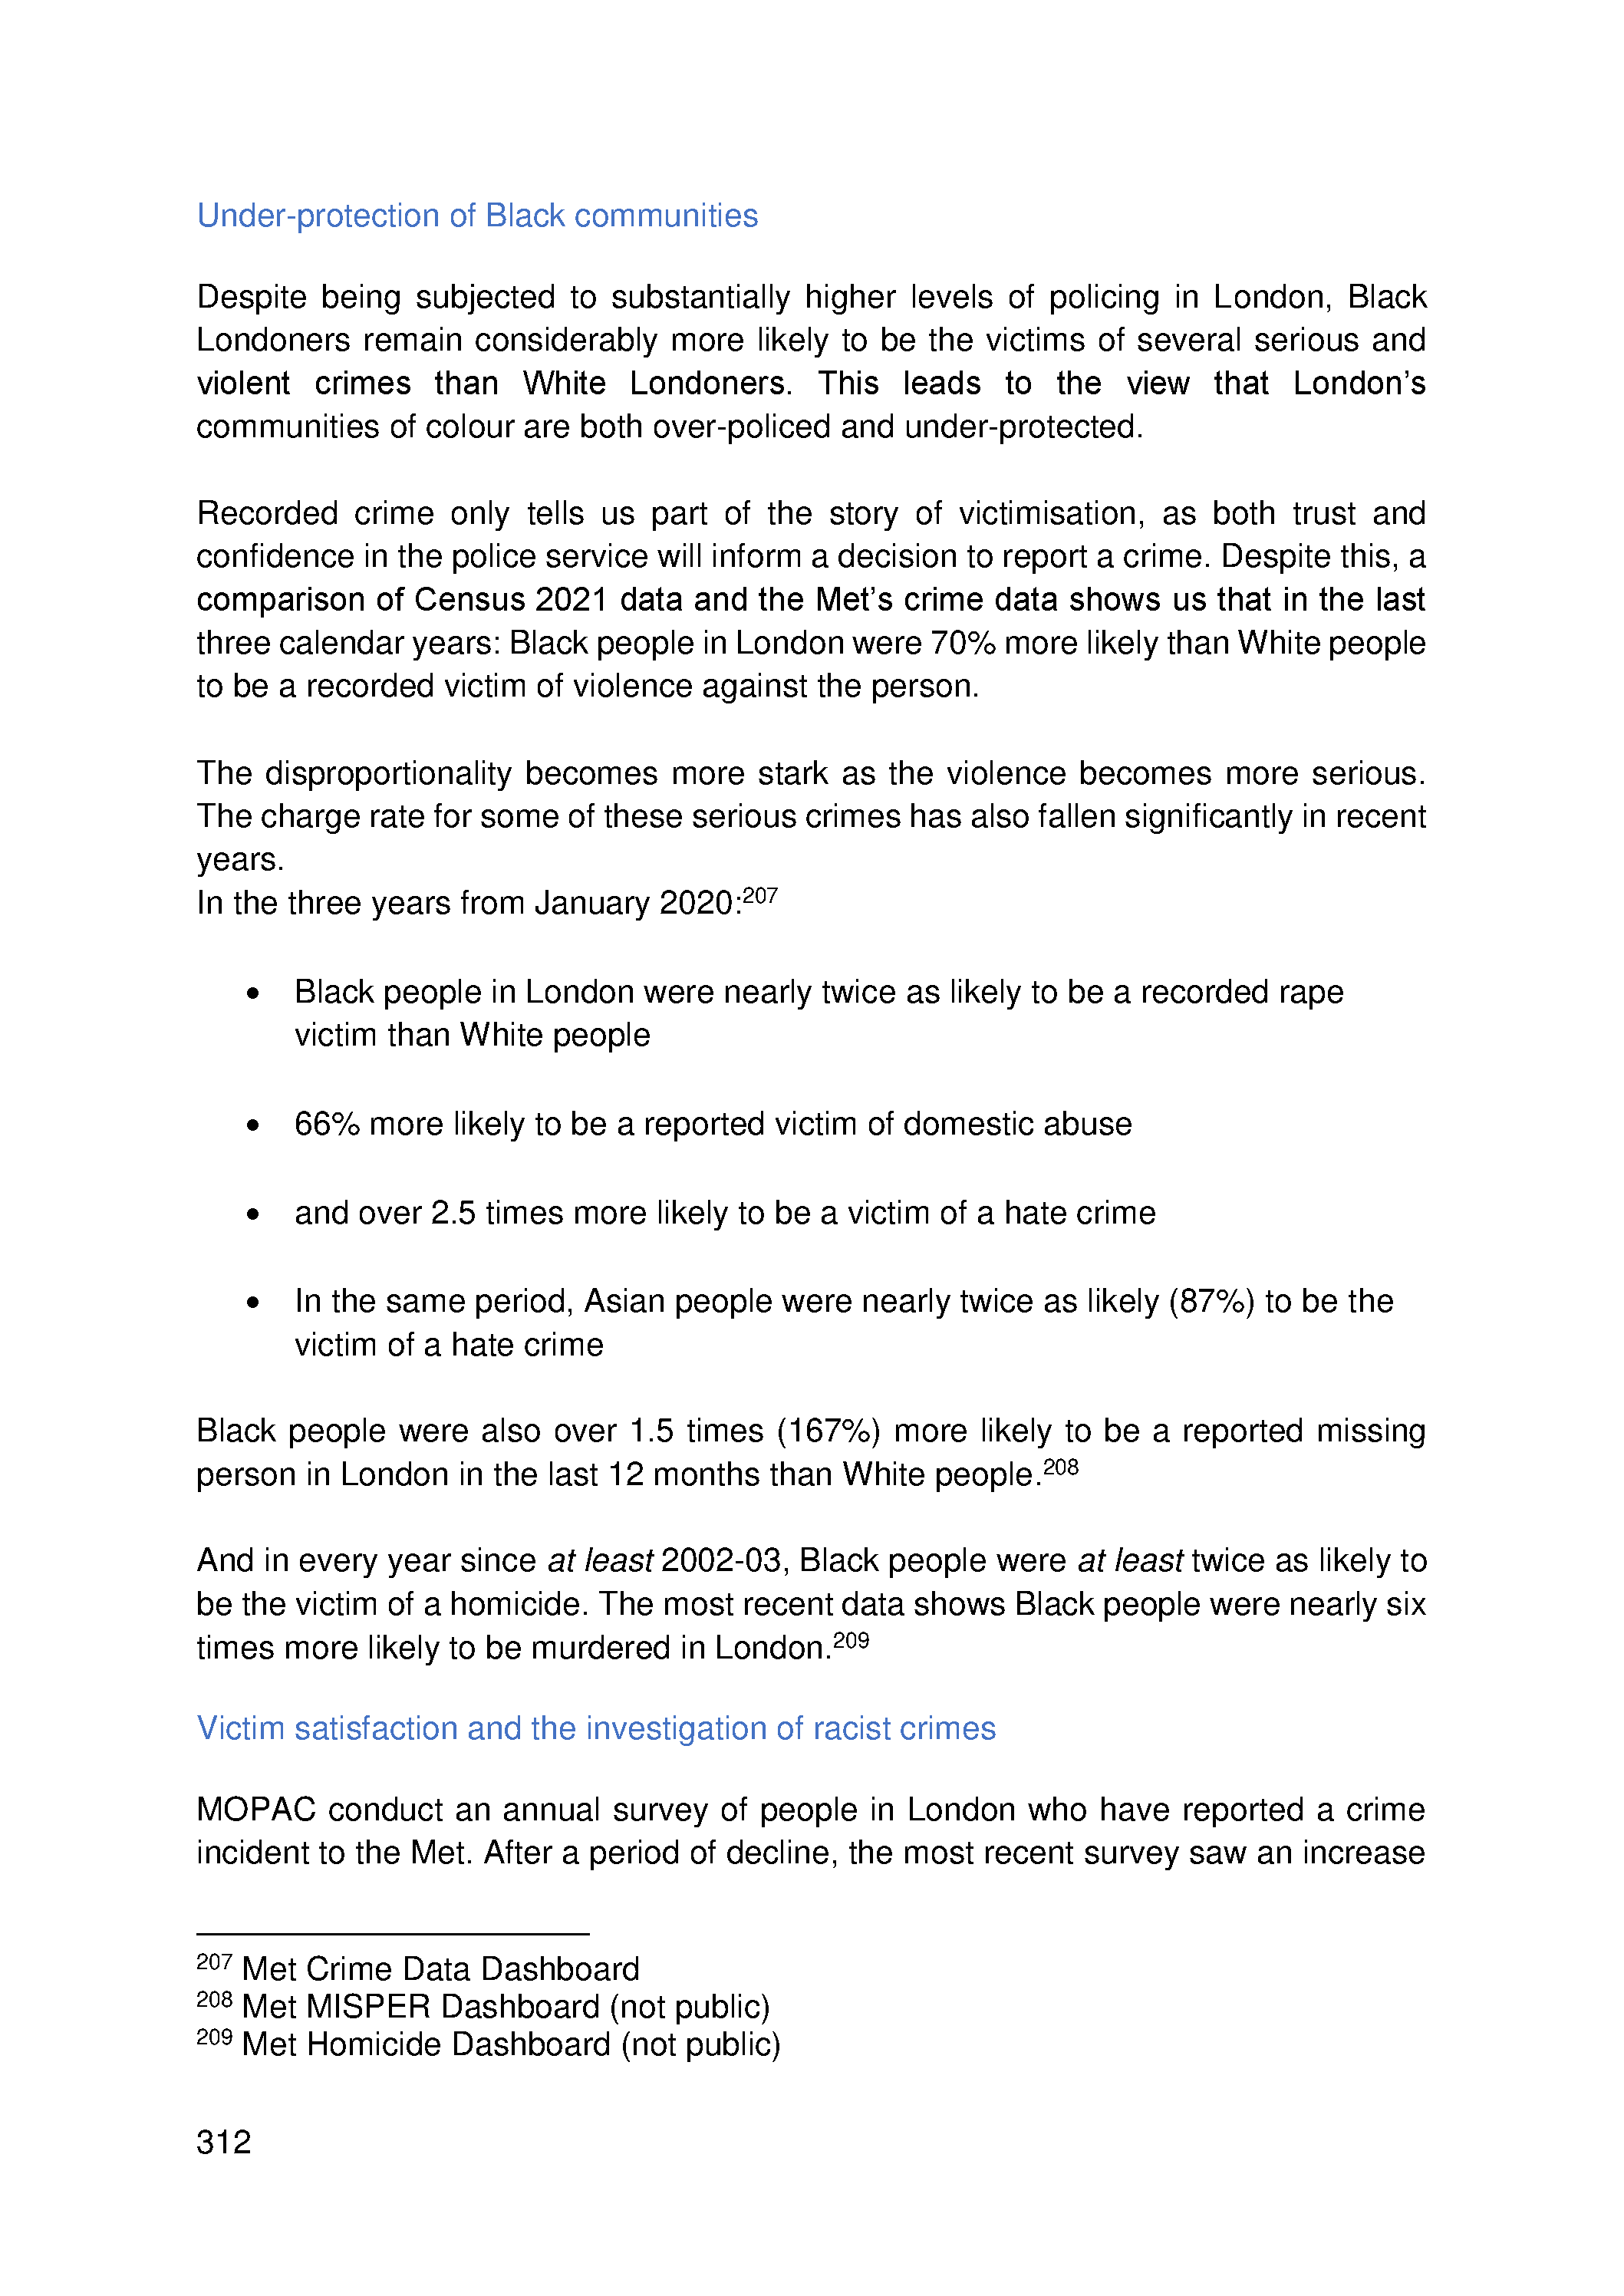 Under-protection of Black communities
Despite being subjected to substantially higher levels of policing in London, Black
Londoners remain considerably more likely to be the victims of several serious and
violent crimes than White Londoners. This leads to the view that London’s
communities of colour are both over-policed and under-protected.
Recorded crime only tells us part of the story of victimisation, as both trust and
confidence in the police service will inform a decision to report a crime. Despite this, a
comparison of Census 2021 data and the Met’s crime data shows us that in the last
three calendar years: Black people in London were 70% more likely than White people
to be a recorded victim of violence against the person.
The disproportionality becomes more stark as the violence becomes more serious.
The charge rate for some of these serious crimes has also fallen significantly in recent
years.
In the three years from January 2020:207
• Black people in London were nearly twice as likely to be a recorded rape
victim than White people
• 66% more likely to be a reported victim of domestic abuse
• and over 2.5 times more likely to be a victim of a hate crime
• In the same period, Asian people were nearly twice as likely (87%) to be the
victim of a hate crime
Black people were also over 1.5 times (167%) more likely to be a reported missing
person in London in the last 12 months than White people.208
And in every year since at least 2002-03, Black people were at least twice as likely to
be the victim of a homicide. The most recent data shows Black people were nearly six
times more likely to be murdered in London.209
Victim satisfaction and the investigation of racist crimes
MOPAC conduct an annual survey of people in London who have reported a crime
incident to the Met. After a period of decline, the most recent survey saw an increase
207 Met Crime Data Dashboard
208 Met MISPER Dashboard (not public)
209 Met Homicide Dashboard (not public)
312